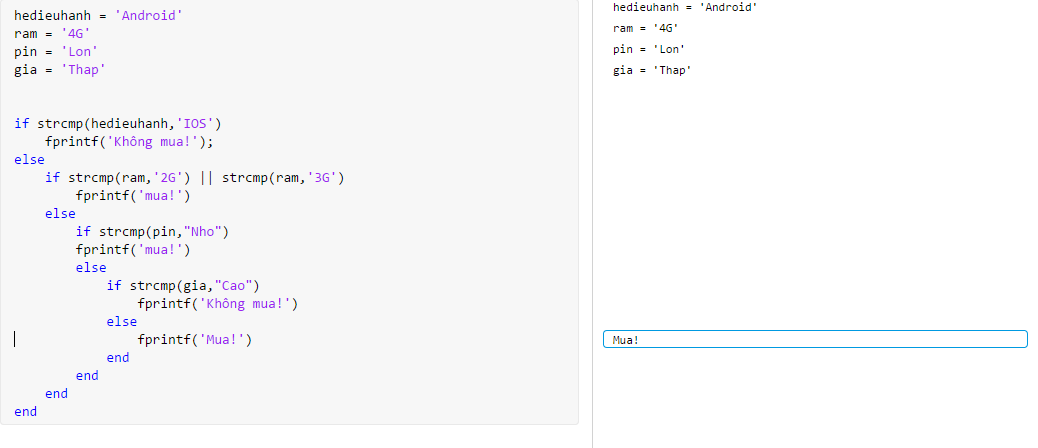 hedieuhanh = 'Android'
ram = '4G'
pin = 'Lon'
gia = 'Thap'
if strcmp(hedieuhanh,'IOS')
fprintf('Không mua!');
else
if strcmp(ram,'2G') || strcmp(ram,'3G')
fprintf('mua!')
else
if strcmp(pin,"Nho")
fprintf('mua!')
else
if strcmp(gia,"Cao")
fprintf('Không mua!')
else
fprintf('Mua!')
end
end
end
end
hedieuhanh = 'Android'
ram = '4G'
pin = 'Lon'
gia = 'Thap'
Mua!